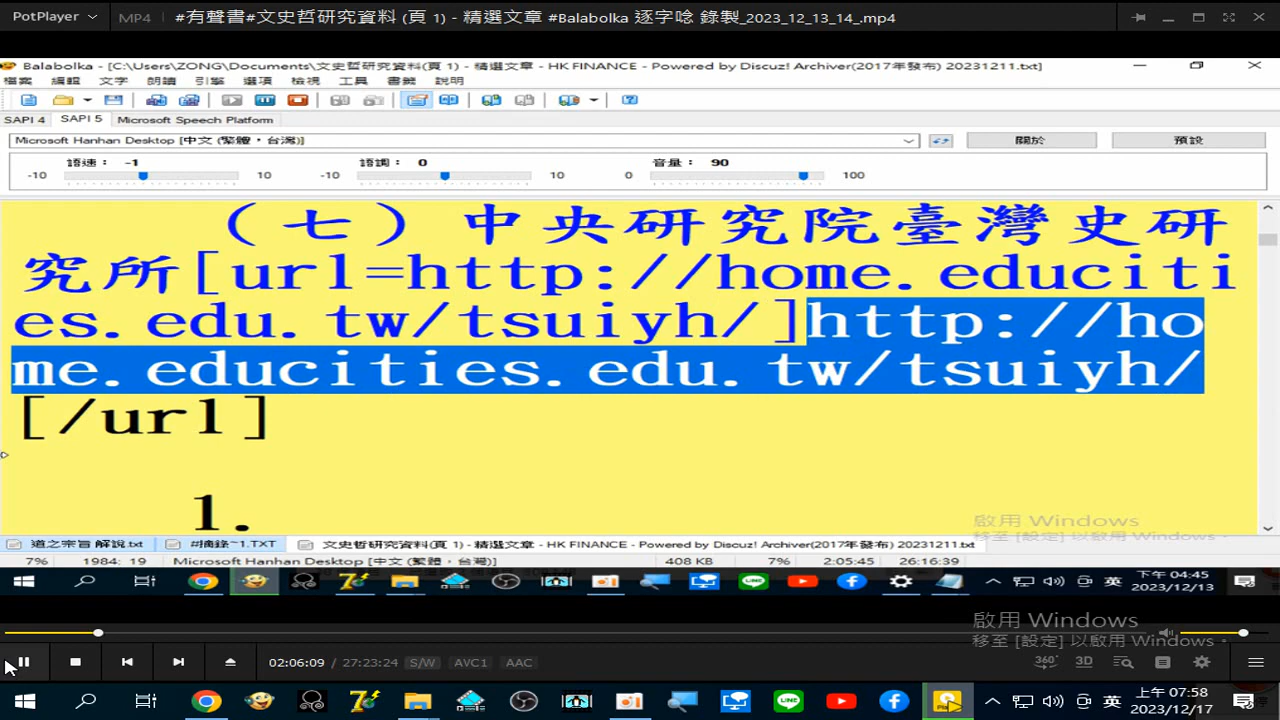 PotPlayer MP4 #有聲書#文史哲研究資料 (頁 1) - 精選文章 #Balabolka 逐字唸 錄製_2023_12_13_14_.mp4
Balabolka - [C:\Users\ZONG\Documents\文史哲研究資料(頁 1) - 精選文章 - HK FINANCE - Powered by Discuz! Archiver(2017年發布) 20231211.txt]
檔案 編輯 文字 朗讀 引擎 選項 檢視 工具 書籤 說明
SAPI 4 SAPI 5 Microsoft Speech Platform
Microsoft Hanhan Desktop [中文 (繁體，台灣)] 關於 預設
語速： -1 語調： 0 音量： 90
-10 10 -10 10 0 100
（七）中央研究院臺灣史研
究所[url=http://home.educiti
es.edu.tw/tsuiyh/]http://ho
me.educities.edu.tw/tsuiyh/
[/url]
1.
啟用 Windows
移至 [設定] 以啟用 Windows。
道之宗旨 解說.txt #摘錄~1.TXT 文史哲研究資料(頁 1) - 精選文章 - HK FINANCE - Powered by Discuz! Archiver(2017年發布) 20231211.txt
7% 1984: 19 Microsoft Hanhan Desktop [中文 (繁體，台灣)] 408 KB 7% 2:05:45 26:16:39
英 下午 04:45
2023/12/13
啟用 Windows
移至 [設定] 以啟用 Windows。
02:06:09 / 27:23:24 S/W AVC1 AAC 360° 3D
英 上午 07:58
2023/12/17